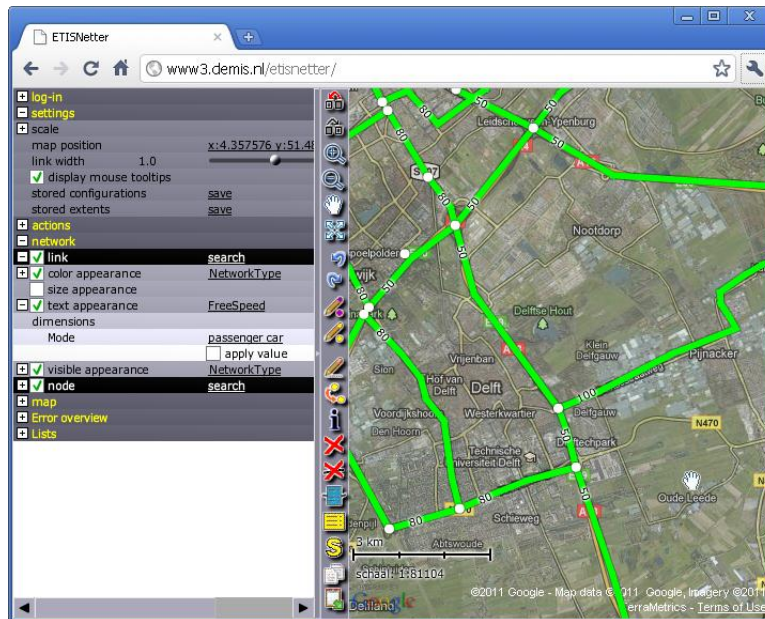 ETISNetter
www3.demis.nl/etisnetter/
log-in
settings
scale
map position x:4.357576 y:51.48
link width 1.0
display mouse tooltips
stored configurations save
stored extents save
actions
network
link search
color appearance NetworkType
size appearance
text appearance FreeSpeed
dimensions
Mode passenger car
apply value
visible appearance NetworkType
node search
map
Error overview
Lists
50
80
50
Leidschenveen-Ypenburg
80
50
80
50
Nootdorp
50
80
Delftse Hout
Sion
Vrijenban
Klein Delfgauw
Pijnacker
Hof van Delft
Delft
100
Voordijkshoorn
Westerkwartier
Delfgauw
N470
Den Hoorn
50
Delftechpark
Technische Universiteit Delft
80
50
Oude Leede
80
Schieweg
3 km
Abtswoude
schaal: 1:81104
©2011 Google - Map data ©2011 Google, Imagery ©2011
TerraMetrics - Terms of Use
Google